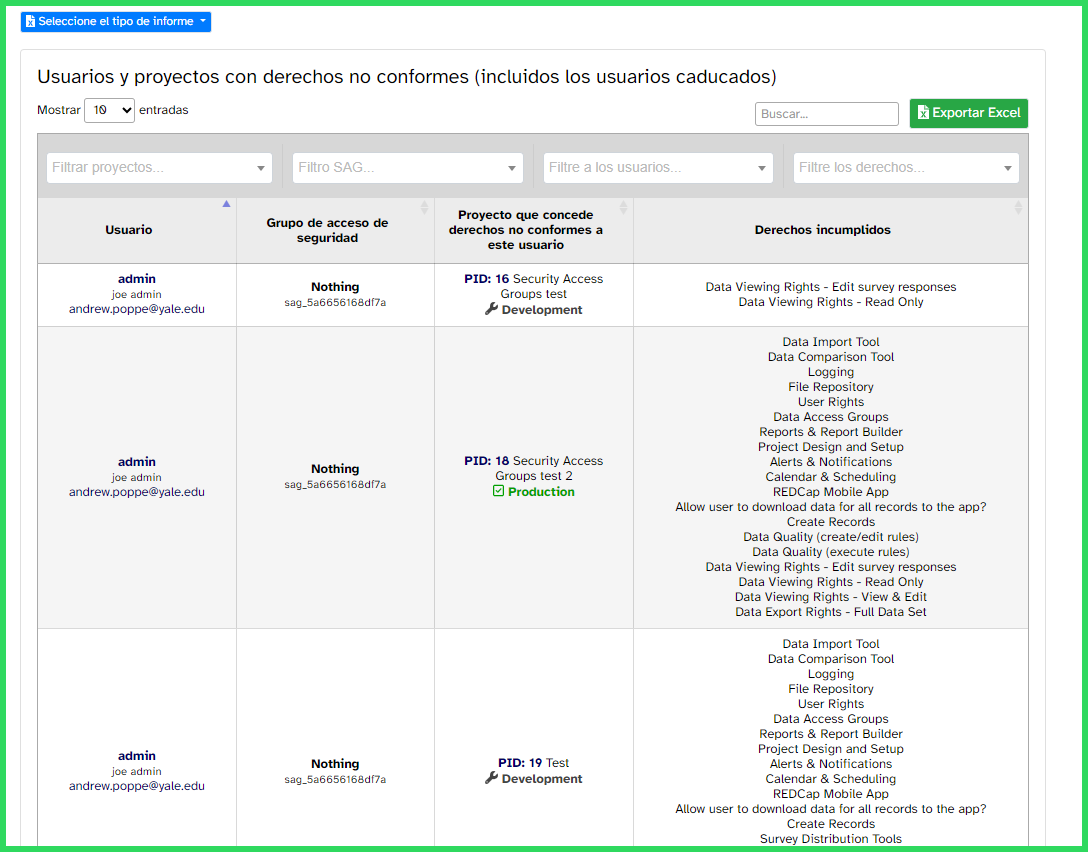 Seleccione el tipo de informe
Usuarios y proyectos con derechos no conformes (incluidos los usuarios caducados)
Mostrar 10 entradas
Buscar...
Exportar Excel
Filtrar proyectos...
Filtro SAG...
Filtre a los usuarios...
Filtre los derechos...
Usuario
Grupo de acceso de
seguridad
Proyecto que concede
derechos no conformes a
este usuario
Derechos incumplidos
admin
joe admin
andrew.poppe@yale.edu
Nothing
sag_5a6656168df7a
PID: 16 Security Access
Groups test
Development
Data Viewing Rights - Edit survey responses
Data Viewing Rights - Read Only
admin
joe admin
andrew.poppe@yale.edu
Nothing
sag_5a6656168df7a
PID: 18 Security Access
Groups test 2
Production
Data Import Tool
Data Comparison Tool
Logging
File Repository
User Rights
Data Access Groups
Reports & Report Builder
Project Design and Setup
Alerts & Notifications
Calendar & Scheduling
REDCap Mobile App
Allow user to download data for all records to the app?
Create Records
Data Quality (create/edit rules)
Data Quality (execute rules)
Data Viewing Rights - Edit survey responses
Data Viewing Rights - Read Only
Data Viewing Rights - View & Edit
Data Export Rights - Full Data Set
admin
joe admin
andrew.poppe@yale.edu
Nothing
sag_5a6656168df7a
PID: 19 Test
Development
Data Import Tool
Data Comparison Tool
Logging
File Repository
User Rights
Data Access Groups
Reports & Report Builder
Project Design and Setup
Alerts & Notifications
Calendar & Scheduling
REDCap Mobile App
Allow user to download data for all records to the app?
Create Records
Survey Distribution Tools